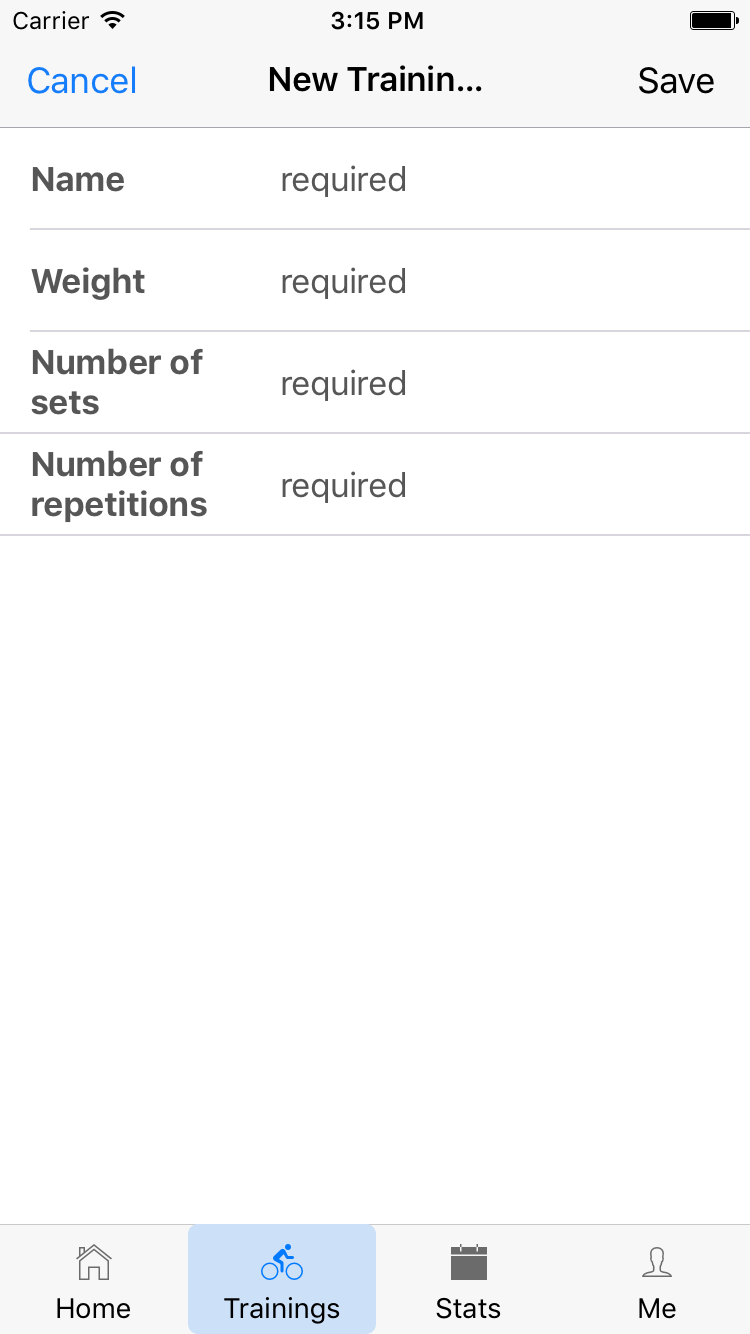 Carrier 3:15 PM
Cancel New Trainin... Save
Name required
Weight required
Number of
sets
required
Number of
repetitions
required
Home Trainings Stats Me